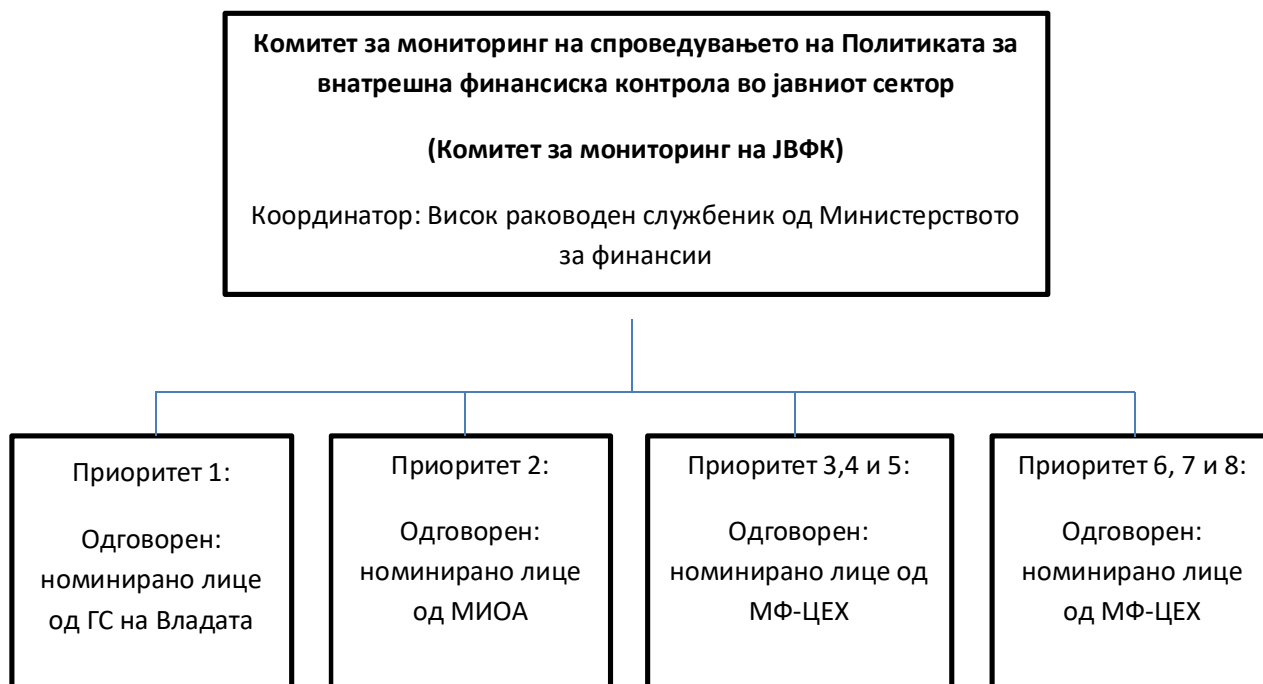 Комитет за мониторинг на спроведувањето на Политиката за
внатрешна финансиска контрола во јавниот сектор
(Комитет за мониторинг на ЈВФК)
Координатор: Висок раководен службеник од Министерството
за финансии
Приоритет 1:
Одговорен:
номинирано лице
од ГС на Владата
Приоритет 2:
Одговорен:
номинирано лице
од МИОА
Приоритет 3,4 и 5:
Одговорен:
номинирано лице од
МФ-ЦЕХ
Приоритет 6, 7 и 8:
Одговорен:
номинирано лице
од МФ-ЦЕХ